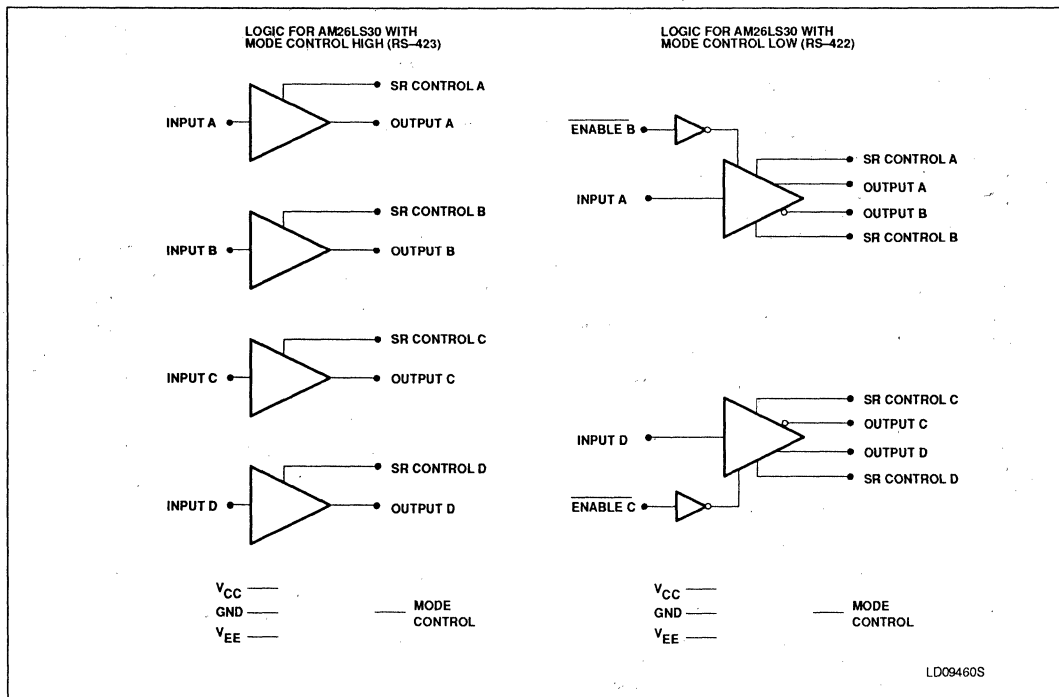 LOGIC FOR AM26LS30 WITH
MODE CONTROL HIGH (RS–423)
SR CONTROL A
INPUT A
OUTPUT A
SR CONTROL B
INPUT B
OUTPUT B
SR CONTROL C
INPUT C
OUTPUT C
SR CONTROL D
INPUT D
OUTPUT D
VCC
GND
VEE
MODE
CONTROL
LOGIC FOR AM26LS30 WITH
MODE CONTROL LOW (RS–422)
ENABLE B
SR CONTROL A
OUTPUT A
INPUT A
OUTPUT B
SR CONTROL B
SR CONTROL C
OUTPUT C
INPUT D
OUTPUT D
SR CONTROL D
ENABLE C
VCC
GND
VEE
MODE
CONTROL
LD09460S